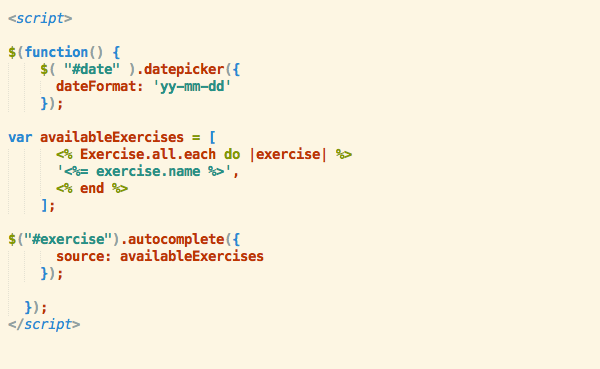 <script>
$(function() {
$( "#date" ).datepicker({
dateFormat: 'yy-mm-dd'
});
var availableExercises = [
<% Exercise.all.each do |exercise| %>
'<%= exercise.name %>',
<% end %>
];
$("#exercise").autocomplete({
source: availableExercises
});
});
</script>